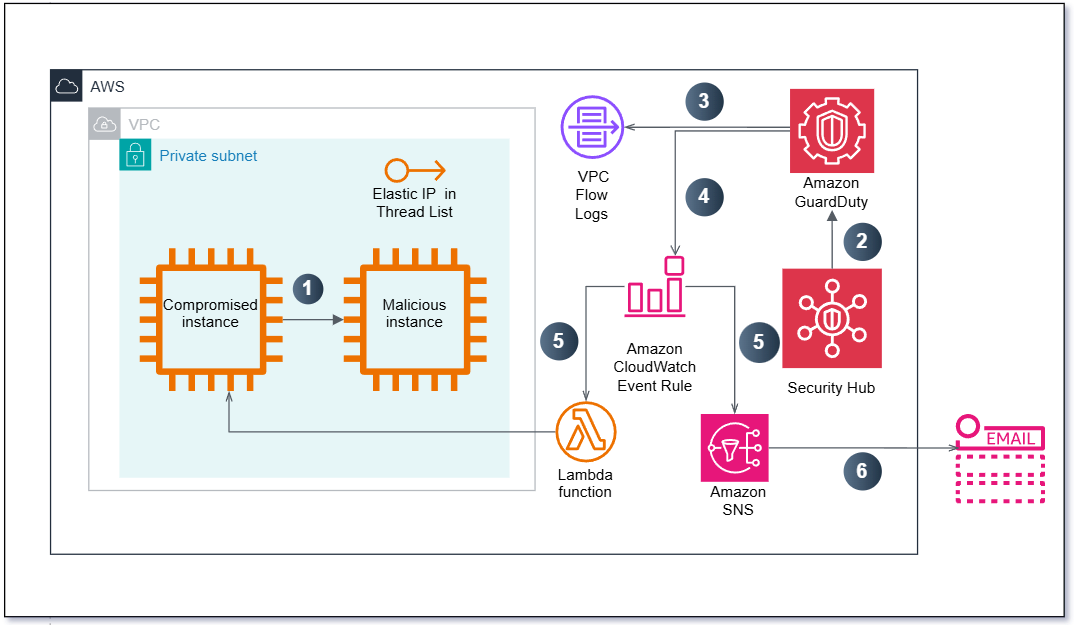 AWS
VPC
Private subnet
Elastic IP in
Thread List
Compromised
instance
1
Malicious
instance
VPC
Flow
Logs
3
4
Amazon
GuardDuty
2
Security Hub
Amazon
CloudWatch
Event Rule
5
5
Lambda
function
Amazon
SNS
6
EMAIL